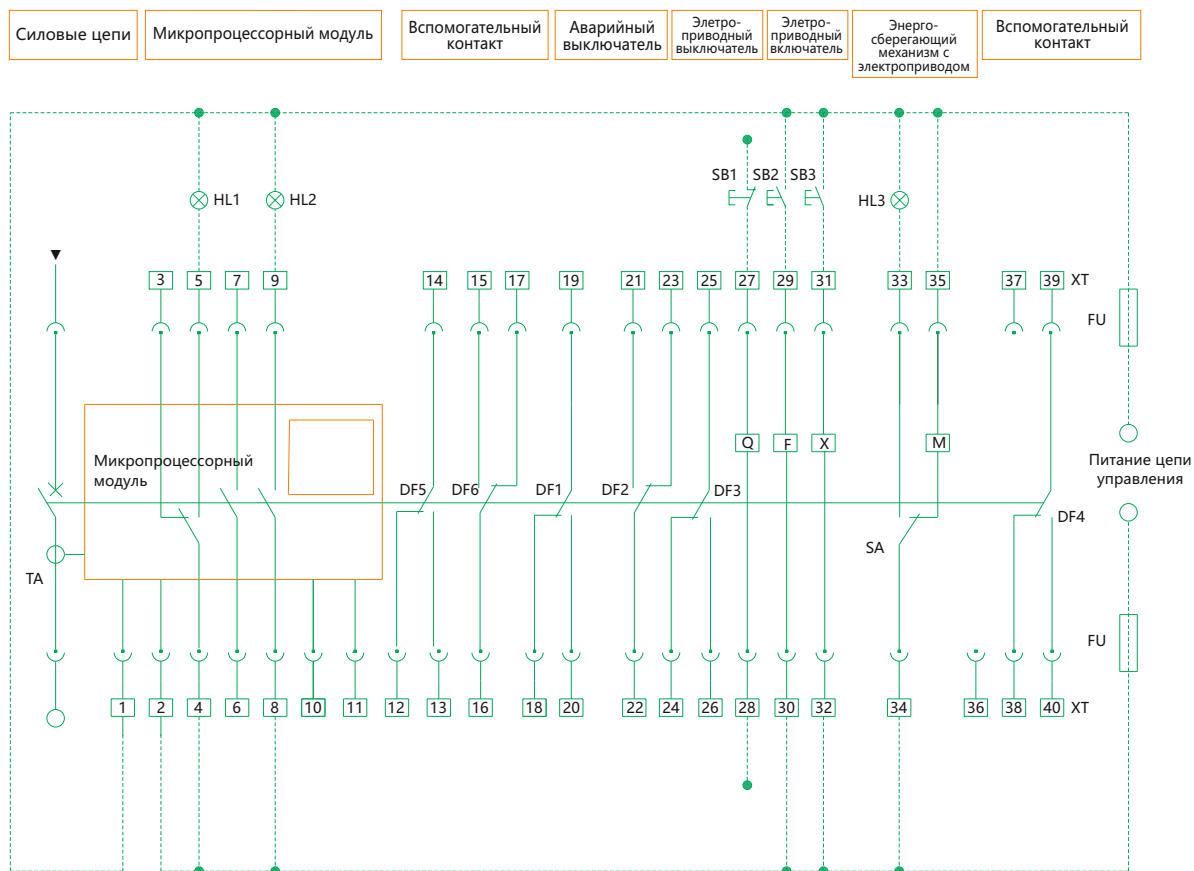 Силовые цепи
Микропроцессорный модуль
Вспомогательный
контакт
Аварийный
выключатель
Элетро-
приводный
выключатель
Элетро-
приводный
включатель
Энерго-
сберегающий
механизм с
электроприводом
Вспомогательный
контакт
SB1 SB2 SB3
HL1 HL2 HL3
3 5 7 9 14 15 17 19 21 23 25 27 29 31 33 35 37 39 XT
FU
Q F X M
Микропроцессорный
модуль
Питание цепи
управления
DF5 DF6 DF1 DF2 DF3
DF4
SA
TA
FU
1 2 4 6 8 10 11 12 13 16 18 20 22 24 26 28 30 32 34 36 38 40 XT